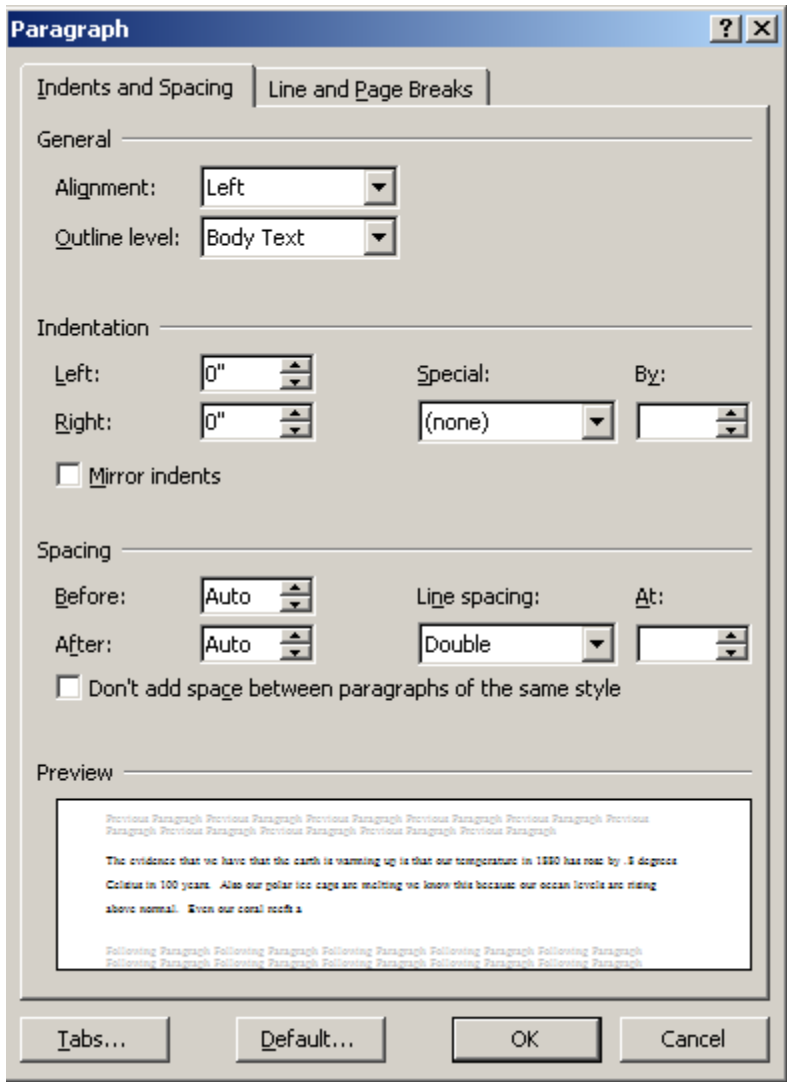 Paragraph
Indents and Spacing Line and Page Breaks
General
Alignment: Left
Outline level: Body Text
Indentation
Left: 0" Special: By:
Right: 0" (none)
Mirror indents
Spacing
Before: Auto Line spacing: At:
After: Auto Double
Don't add space between paragraphs of the same style
Preview
Previous Paragraph Previous Paragraph Previous Paragraph Previous Paragraph Previous Paragraph Previous
Paragraph Previous Paragraph Previous Paragraph Previous Paragraph Previous Paragraph
The evidence that we have that the earth is warming up is that our temperature in 1880 has rose by .8 degrees
Celsius in 100 years. Also our polar ice caps are melting we know this because our ocean levels are rising
above normal. Even our coral reefs a
Following Paragraph Following Paragraph Following Paragraph Following Paragraph Following Paragraph
Following Paragraph Following Paragraph Following Paragraph Following Paragraph Following Paragraph
Tabs... Default... OK Cancel